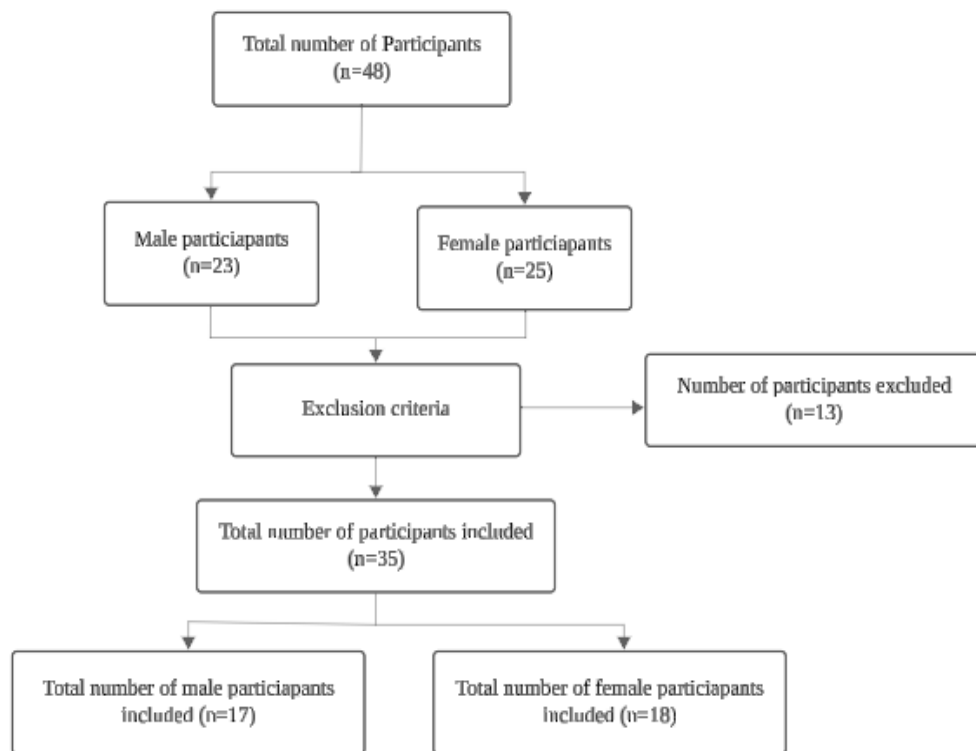 Total number of Participants
(n=48)
Male particiapants
(n=23)
Female particiapants
(n=25)
Exclusion criteria
Number of participants excluded
(n=13)
Total number of participants included
(n=35)
Total number of male particiapants
included (n=17)
Total number of female particiapants
included (n=18)